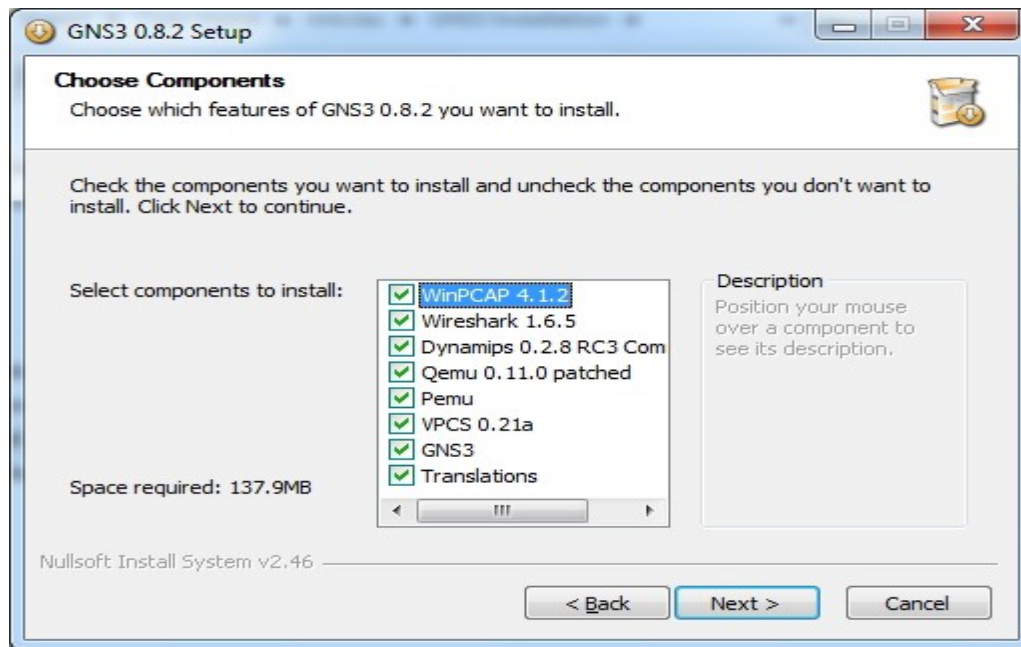 GNS3 0.8.2 Setup
Choose Components
Choose which features of GNS3 0.8.2 you want to install.
Check the components you want to install and uncheck the components you don't want to
install. Click Next to continue.
Select components to install:
WinPCAP 4.1.2
Wireshark 1.6.5
Dynamips 0.2.8 RC3 Com
Qemu 0.11.0 patched
Pemu
VPCS 0.21a
GNS3
Translations
Description
Position your mouse
over a component to
see its description.
Space required: 137.9MB
Nullsoft Install System v2.46
< Back
Next >
Cancel